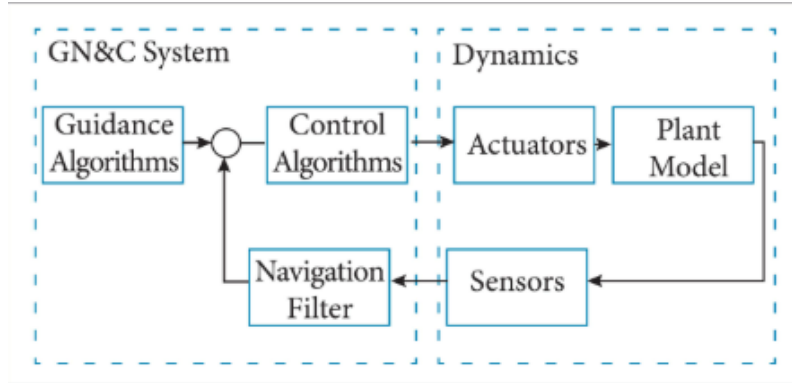 GN&C System
Dynamics
Guidance
Algorithms
Control
Algorithms
Actuators
Plant
Model
Navigation
Filter
Sensors